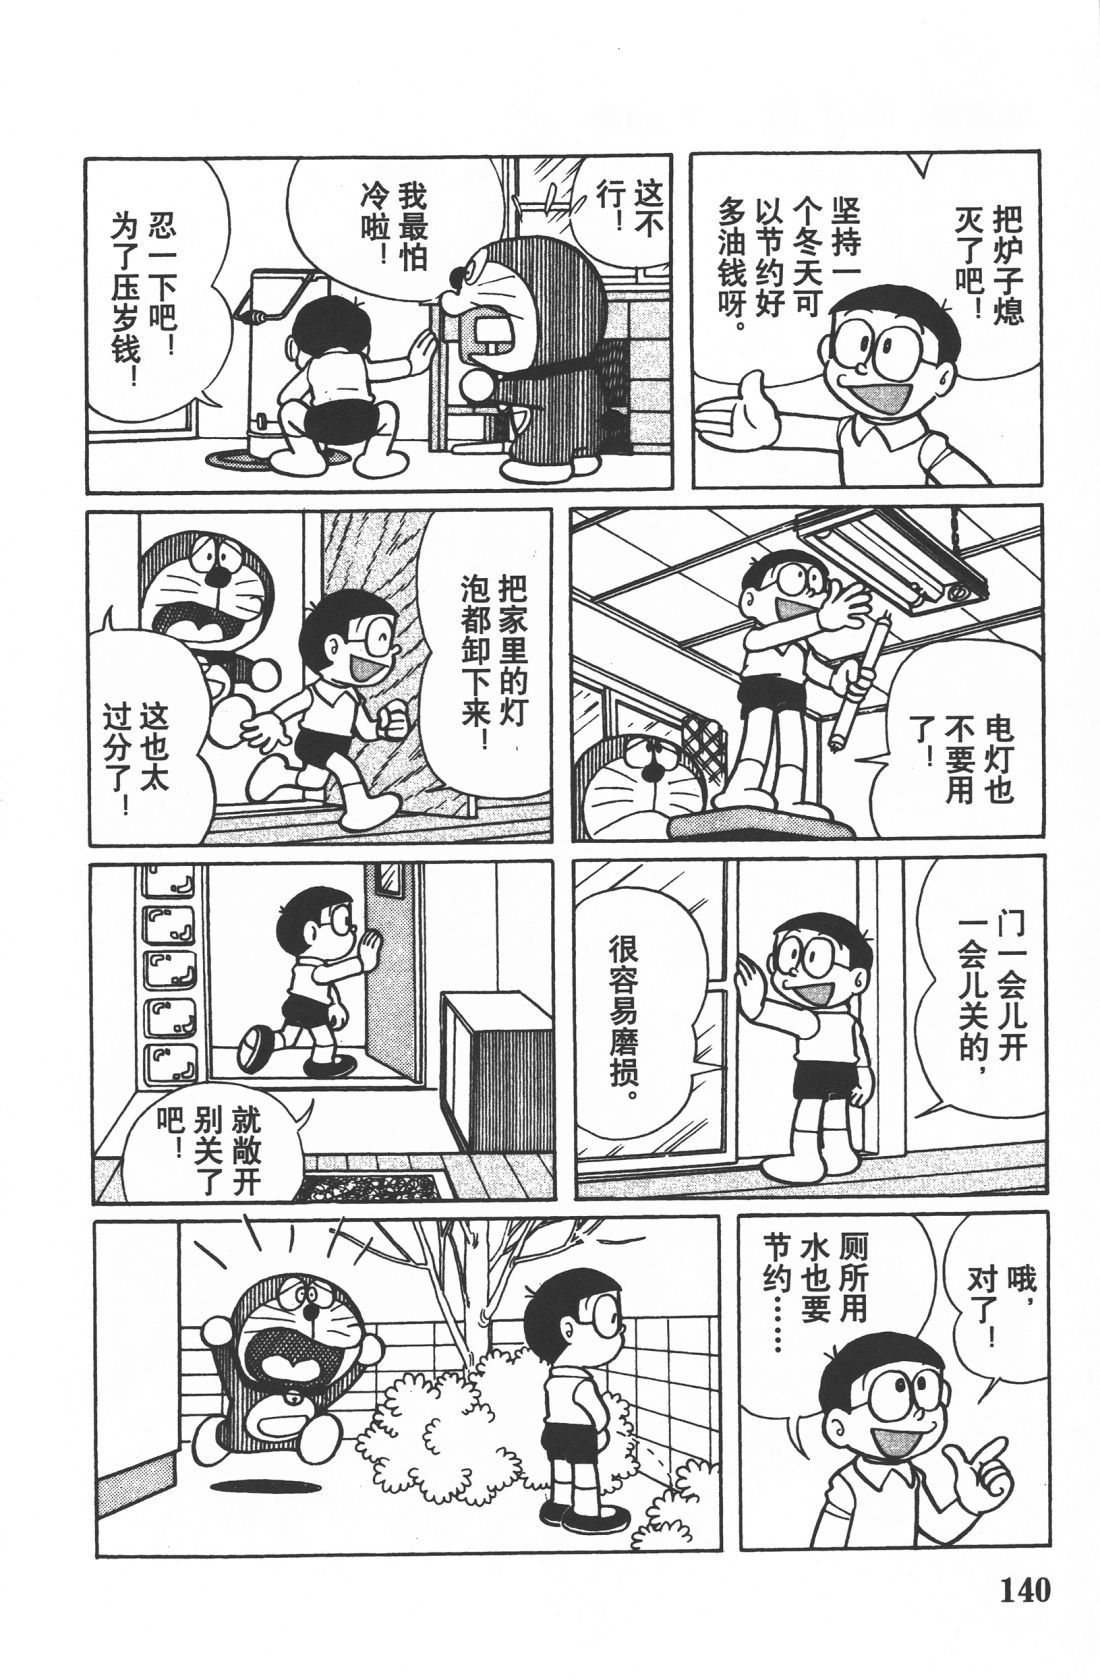 把炉子熄
灭了吧！
坚持一
个冬天可
以节约好
多油钱呀。
这不
行！
我最怕
冷啦！
忍一下吧！
为了压岁钱！
电灯也
不要用
了！
把家里的灯
泡都卸下来！
这也太
过分了！
门一会儿开
一会儿关的，
很容易磨损。
就敞开
别关了
吧！
哦，
对了！
厕所用
水也要
节约……
140